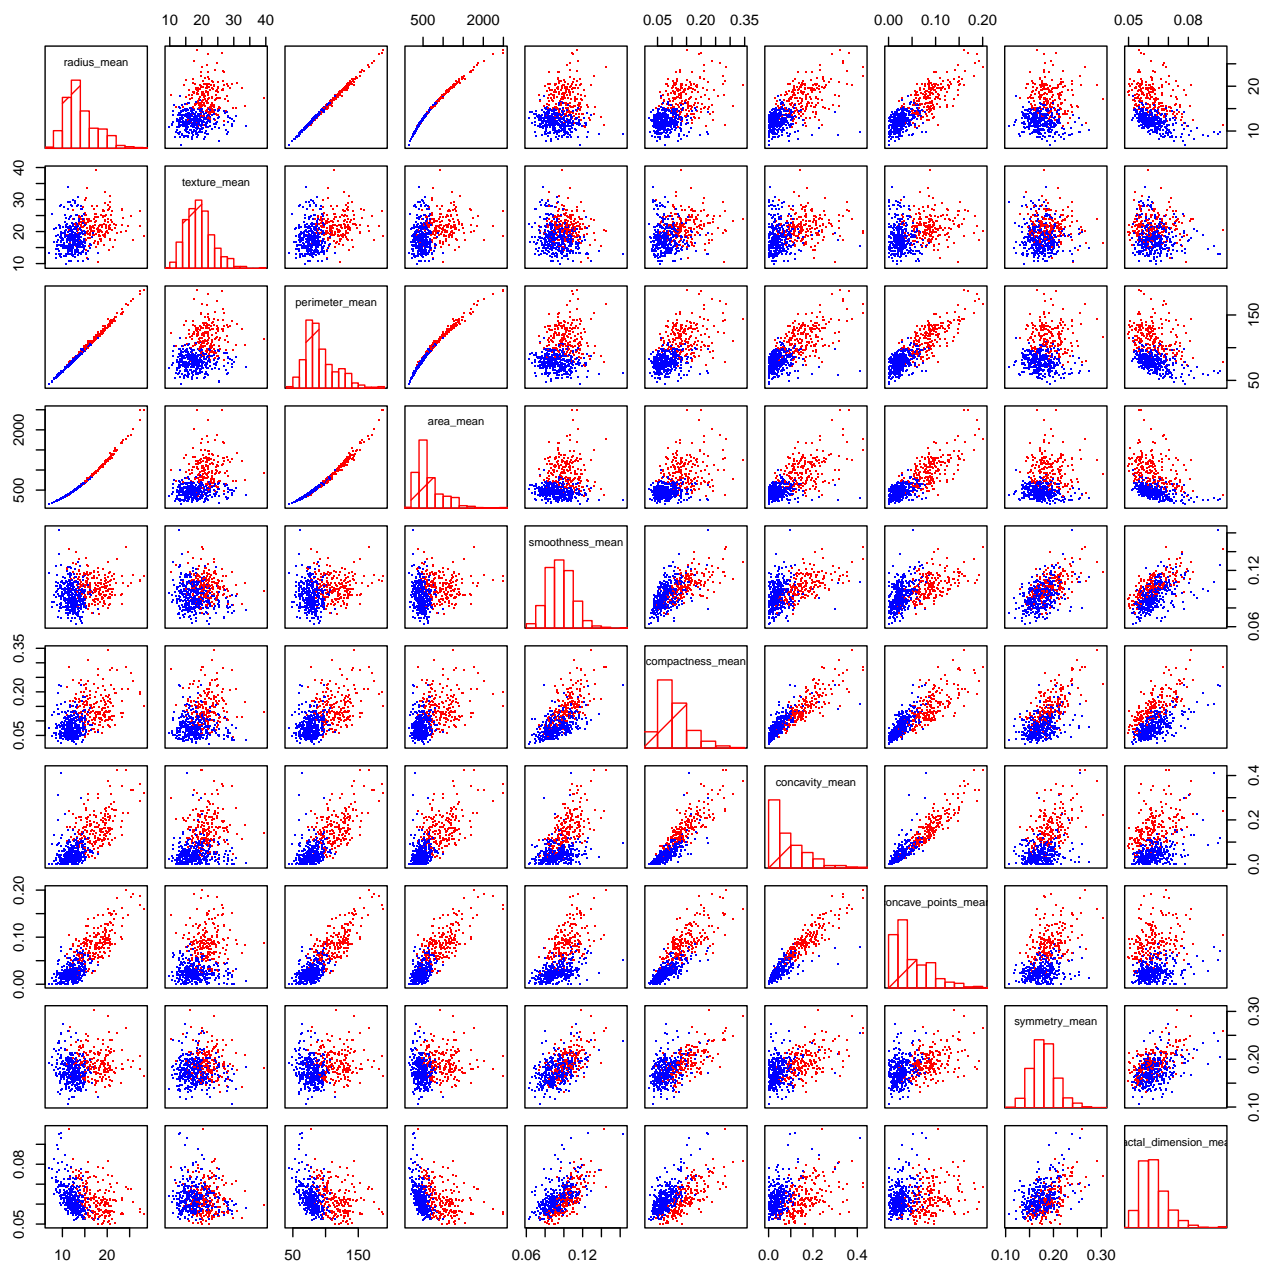 10 20 30 40 500 2000 0.05 0.20 0.35 0.00 0.10 0.20 0.05 0.08
radius_mean
10 20
texture_mean
10 20 30 40
perimeter_mean
50 150
area_mean
500 2000
smoothness_mean
0.06 0.12
compactness_mean
0.05 0.20 0.35
concavity_mean
0.0 0.2 0.4
oncave_points_mean
0.00 0.10 0.20
symmetry_mean
0.10 0.20 0.30
actal_dimension_mea
0.05 0.08
10 20 50 150 0.06 0.12 0.0 0.2 0.4 0.10 0.20 0.30